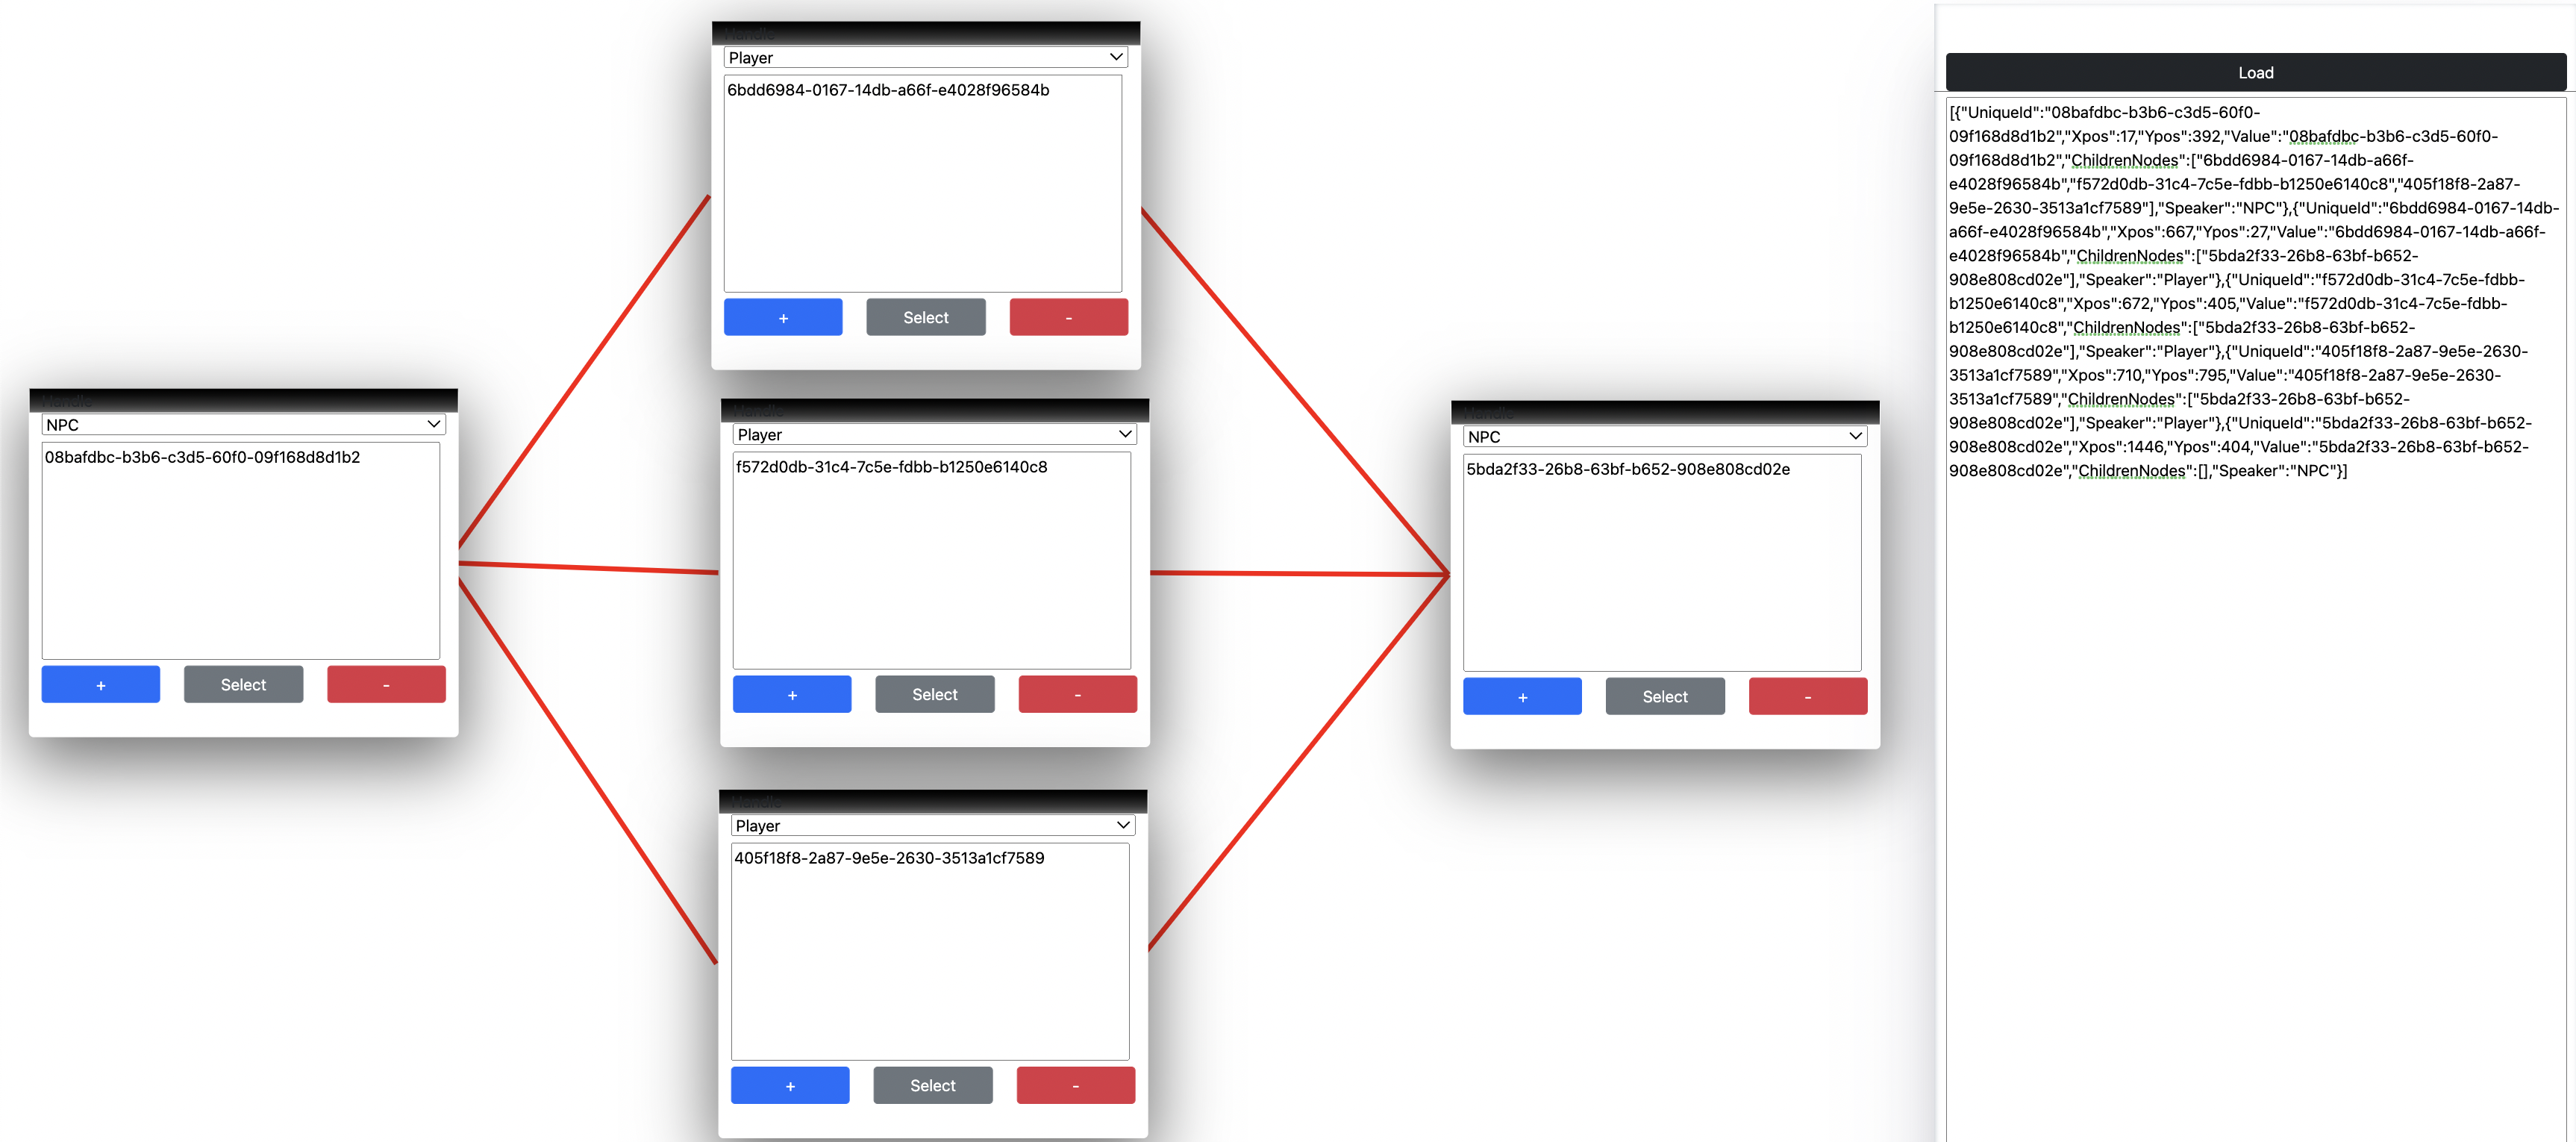 Handle
Player
6bdd6984-0167-14db-a66f-e4028f96584b
+
Select
-
Handle
NPC
08bafdbc-b3b6-c3d5-60f0-09f168d8d1b2
+
Select
-
Handle
Player
f572d0db-31c4-7c5e-fdbb-b1250e6140c8
+
Select
-
Handle
Player
405f18f8-2a87-9e5e-2630-3513a1cf7589
+
Select
-
Handle
NPC
5bda2f33-26b8-63bf-b652-908e808cd02e
+
Select
-
Load
[{"UniqueId":"08bafdbc-b3b6-c3d5-60f0-
09f168d8d1b2","Xpos":17,"Ypos":392,"Value":"08bafdbc-b3b6-c3d5-60f0-
09f168d8d1b2","ChildrenNodes":["6bdd6984-0167-14db-a66f-
e4028f96584b","f572d0db-31c4-7c5e-fdbb-b1250e6140c8","405f18f8-2a87-
9e5e-2630-3513a1cf7589"],"Speaker":"NPC"},{"UniqueId":"6bdd6984-0167-14db-
a66f-e4028f96584b","Xpos":667,"Ypos":27,"Value":"6bdd6984-0167-14db-a66f-
e4028f96584b","ChildrenNodes":["5bda2f33-26b8-63bf-b652-
908e808cd02e"],"Speaker":"Player"},{"UniqueId":"f572d0db-31c4-7c5e-fdbb-
b1250e6140c8","Xpos":672,"Ypos":405,"Value":"f572d0db-31c4-7c5e-fdbb-
b1250e6140c8","ChildrenNodes":["5bda2f33-26b8-63bf-b652-
908e808cd02e"],"Speaker":"Player"},{"UniqueId":"405f18f8-2a87-9e5e-2630-
3513a1cf7589","Xpos":710,"Ypos":795,"Value":"405f18f8-2a87-9e5e-2630-
3513a1cf7589","ChildrenNodes":["5bda2f33-26b8-63bf-b652-
908e808cd02e"],"Speaker":"Player"},{"UniqueId":"5bda2f33-26b8-63bf-b652-
908e808cd02e","Xpos":1446,"Ypos":404,"Value":"5bda2f33-26b8-63bf-b652-
908e808cd02e","ChildrenNodes":[],"Speaker":"NPC"}]